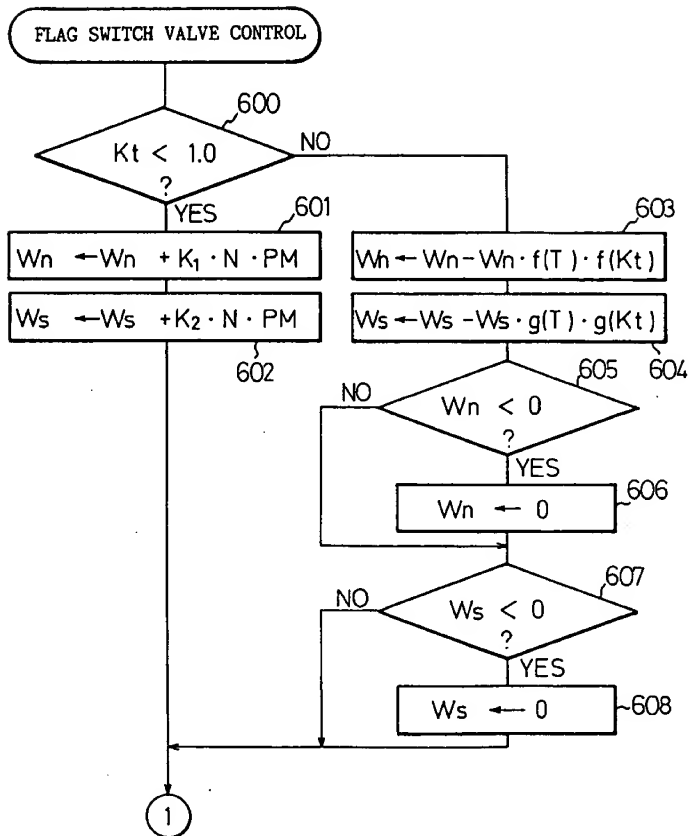 FLAG SWITCH VALVE CONTROL
600
Kt < 1.0
?
NO
YES
601
Wn ← Wn + K₁ · N · PM
Ws ← Ws + K₂ · N · PM
602
603
Wn ← Wn − Wn · f(T) · f(Kt)
Ws ← Ws − Ws · g(T) · g(Kt)
604
605
Wn < 0
?
NO
YES
606
Wn ← 0
607
Ws < 0
?
NO
YES
Ws ← 0
608
1